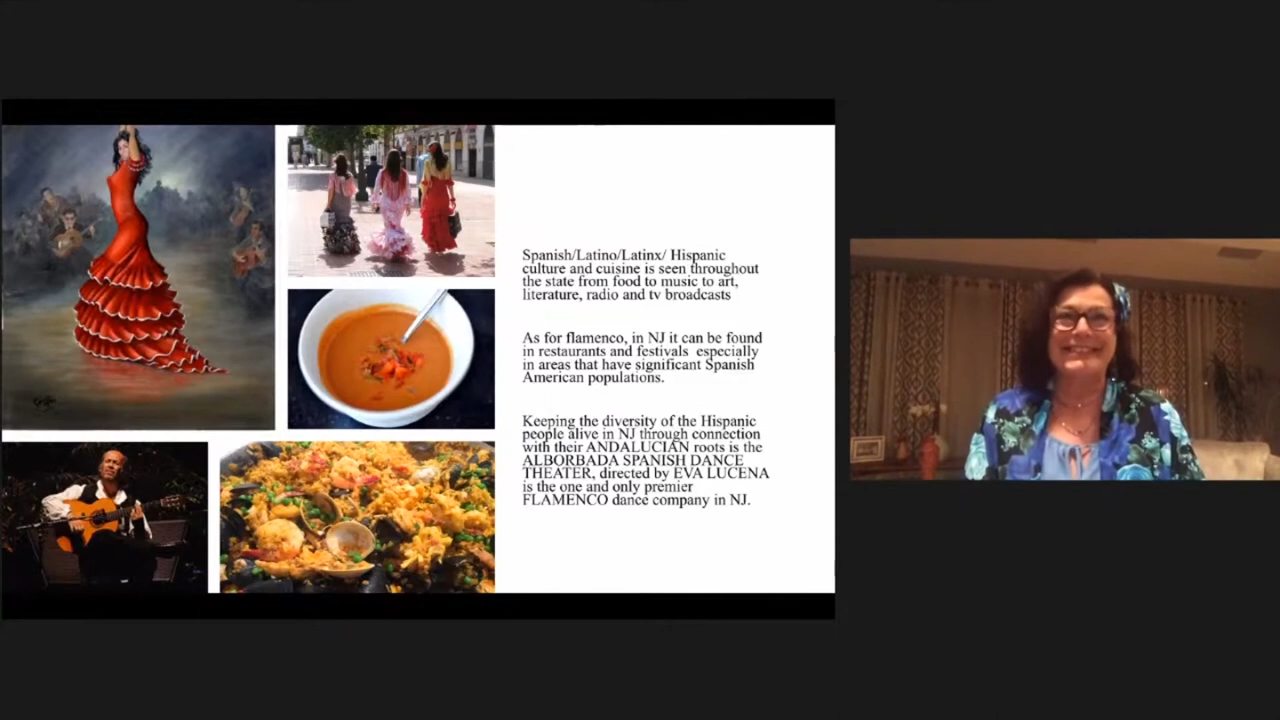 Spanish/Latino/Latinx/ Hispanic
culture and cuisine is seen throughout
the state from food to music to art,
literature, radio and tv broadcasts
As for flamenco, in NJ it can be found
in restaurants and festivals especially
in areas that have significant Spanish
American populations.
Keeping the diversity of the Hispanic
people alive in NJ through connection
with their ANDALUCIAN roots is the
ALBORBADA SPANISH DANCE
THEATER, directed by EVA LUCENA
is the one and only premier
FLAMENCO dance company in NJ.